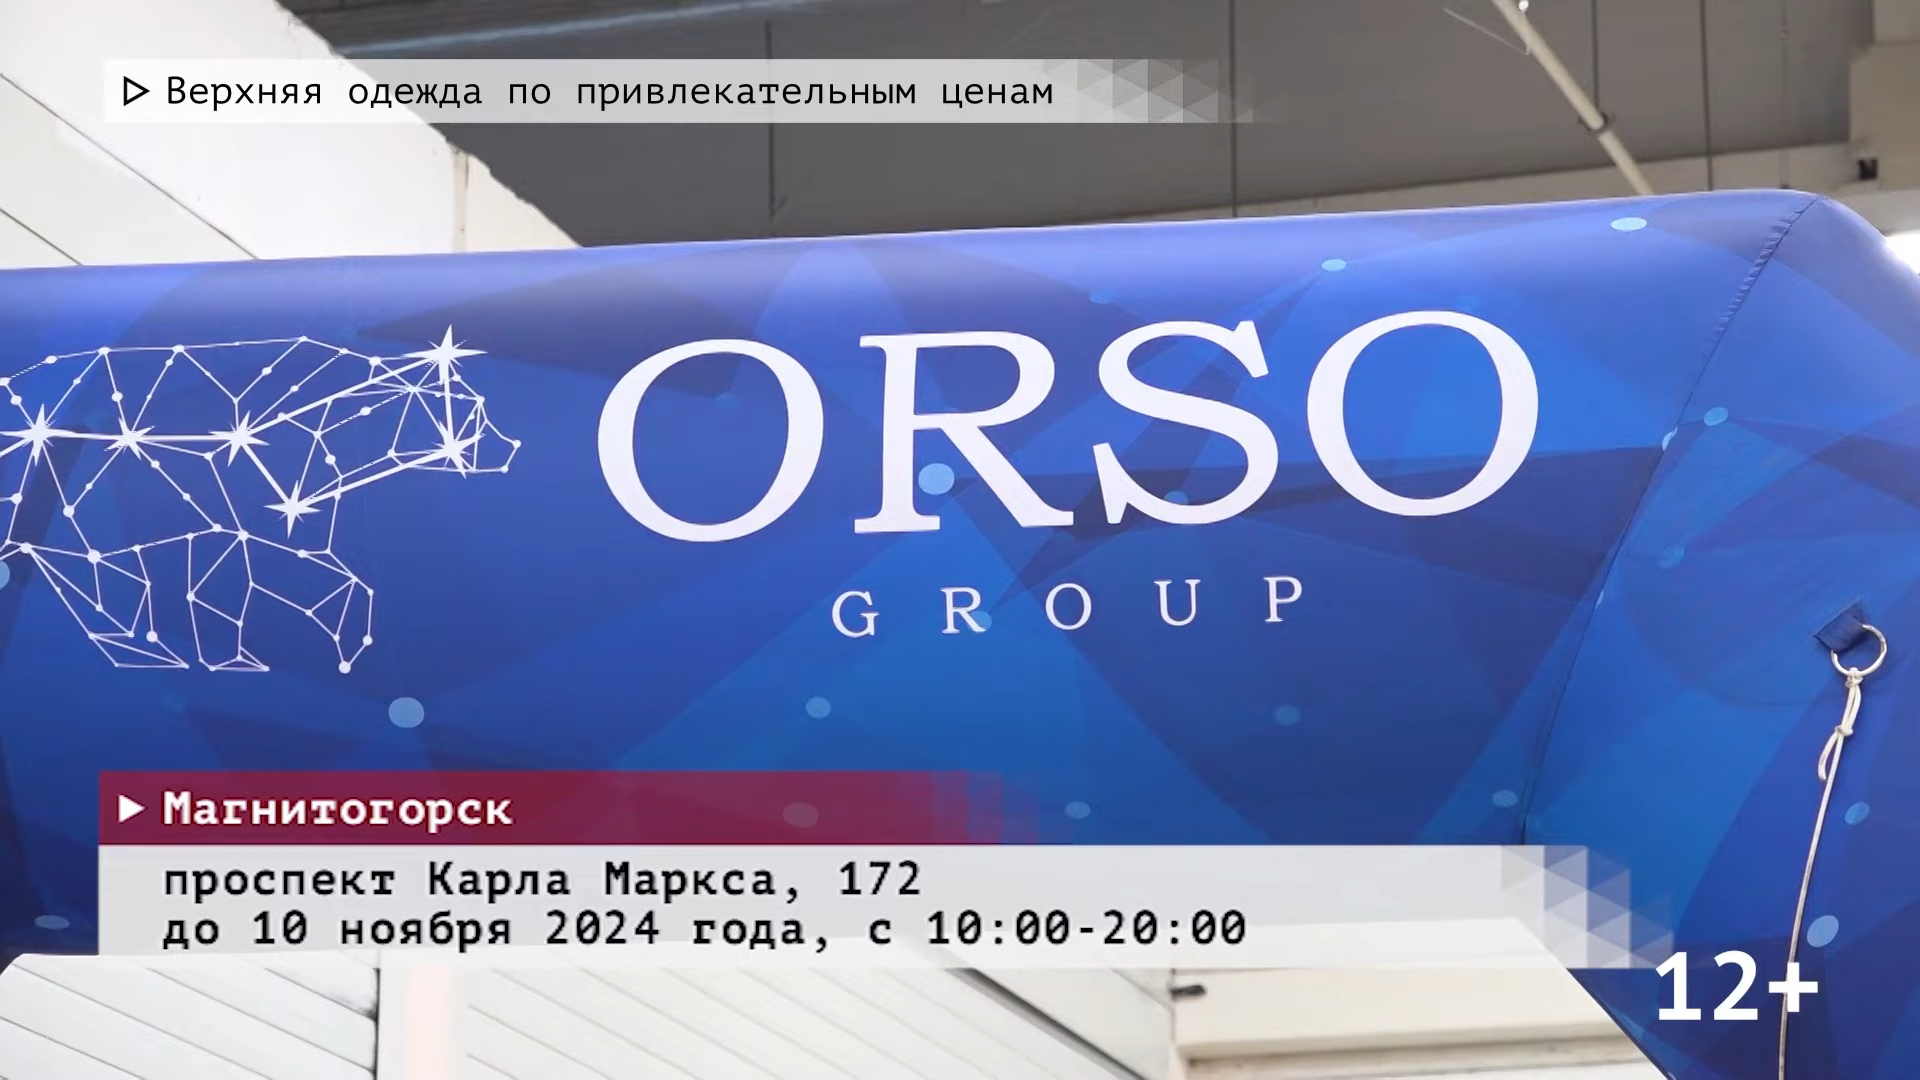 Верхняя одежда по привлекательным ценам
ORSO
GROUP
Магнитогорск
проспект Карла Маркса, 172
до 10 ноября 2024 года, с 10:00-20:00
12+